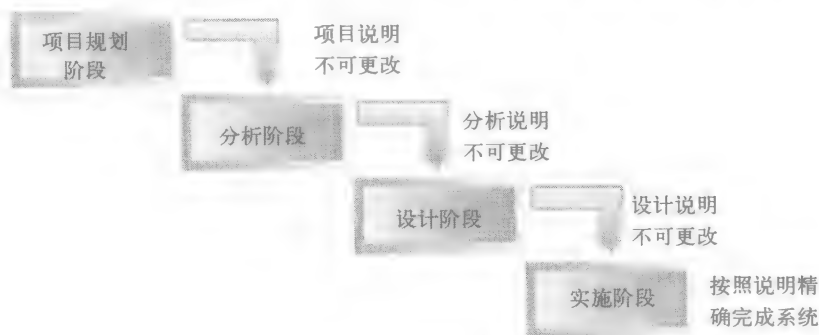 项目规划
阶段
项目说明
不可更改
分析阶段
分析说明
不可更改
设计阶段
设计说明
不可更改
实施阶段
按照说明精
确完成系统